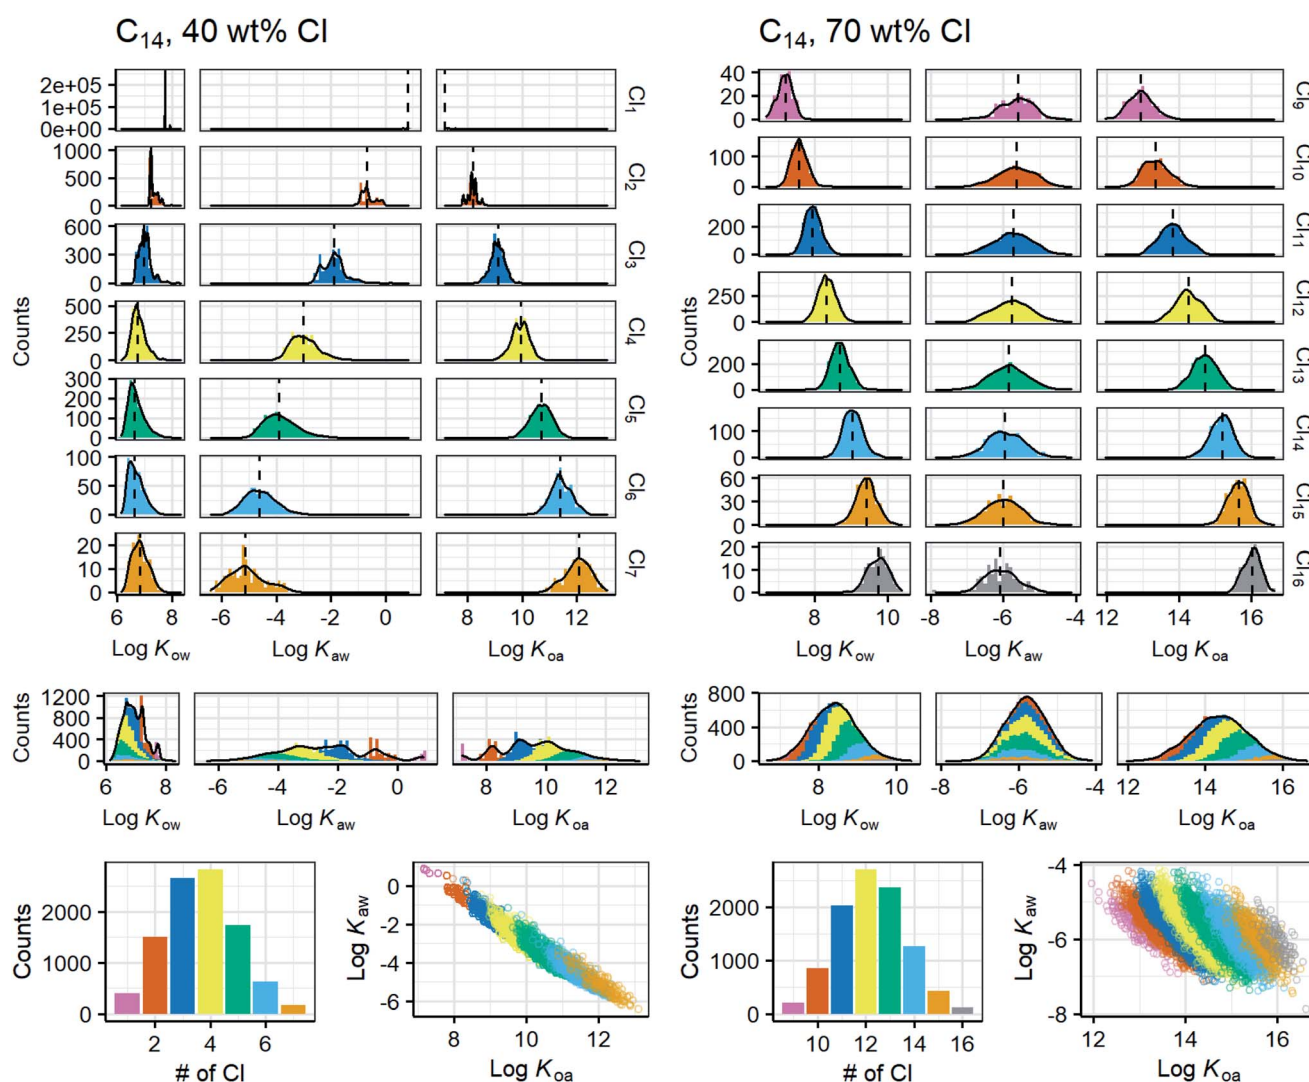 C14, 40 wt% Cl
C14, 70 wt% Cl
Counts
2e+05
1e+05
0e+00
Cl1
1000
500
0
Cl2
600
300
0
Cl3
500
250
0
Cl4
300
200
100
0
Cl5
100
50
0
Cl6
20
10
0
Cl7
6 8
-6 -4 -2 0
8 10 12
Log Kow
Log Kaw
Log Koa
Counts
40
20
0
Cl9
100
0
Cl10
200
0
Cl11
250
0
Cl12
200
0
Cl13
100
0
Cl14
60
30
0
Cl15
20
10
0
Cl16
8 10
-8 -6 -4
12 14 16
Log Kow
Log Kaw
Log Koa
Counts
1200
800
400
0
6 7 8
-6 -4 -2 0
8 10 12
Log Kow
Log Kaw
Log Koa
Counts
800
400
0
8 10
-8 -6 -4
12 14 16
Log Kow
Log Kaw
Log Koa
Counts
2000
1000
0
2 4 6
# of Cl
Log Kaw
0
-2
-4
-6
8 10 12
Log Koa
Counts
2000
1000
0
10 12 14 16
# of Cl
Log Kaw
-4
-6
-8
12 14 16
Log Koa